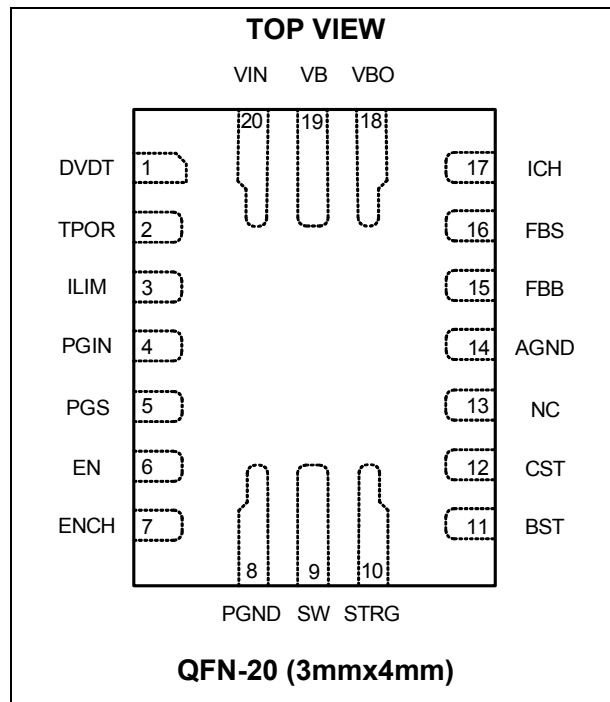 TOP VIEW
VIN VB VBO
20 19 18
DVDT 1 17 ICH
TPOR 2 16 FBS
ILIM 3 15 FBB
PGIN 4 14 AGND
PGS 5 13 NC
EN 6 12 CST
ENCH 7 11 BST
8 9 10
PGND SW STRG
QFN-20 (3mmx4mm)